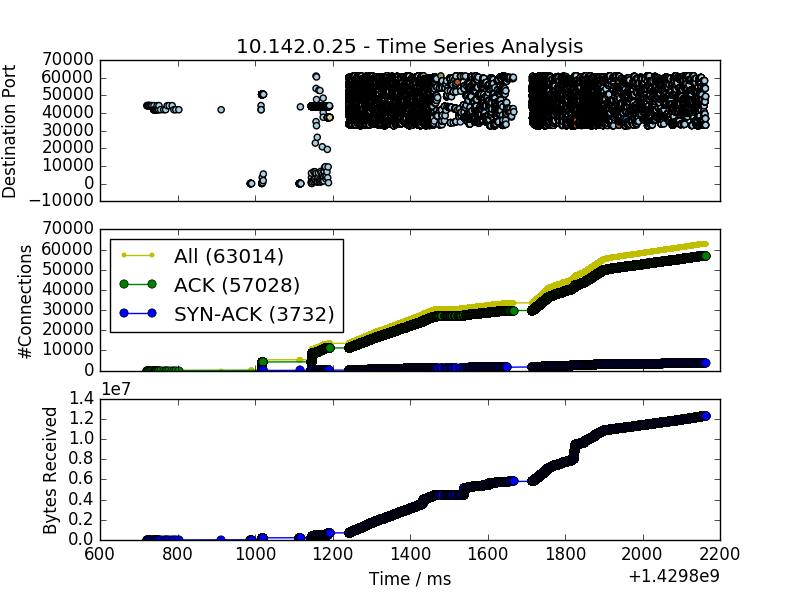 10.142.0.25 - Time Series Analysis
Destination Port
70000
60000
50000
40000
30000
20000
10000
0
−10000
#Connections
70000
60000
50000
40000
30000
20000
10000
0
All (63014)
ACK (57028)
SYN-ACK (3732)
Bytes Received
1e7
1.4
1.2
1.0
0.8
0.6
0.4
0.2
0.0
600 800 1000 1200 1400 1600 1800 2000 2200
Time / ms
+1.4298e9